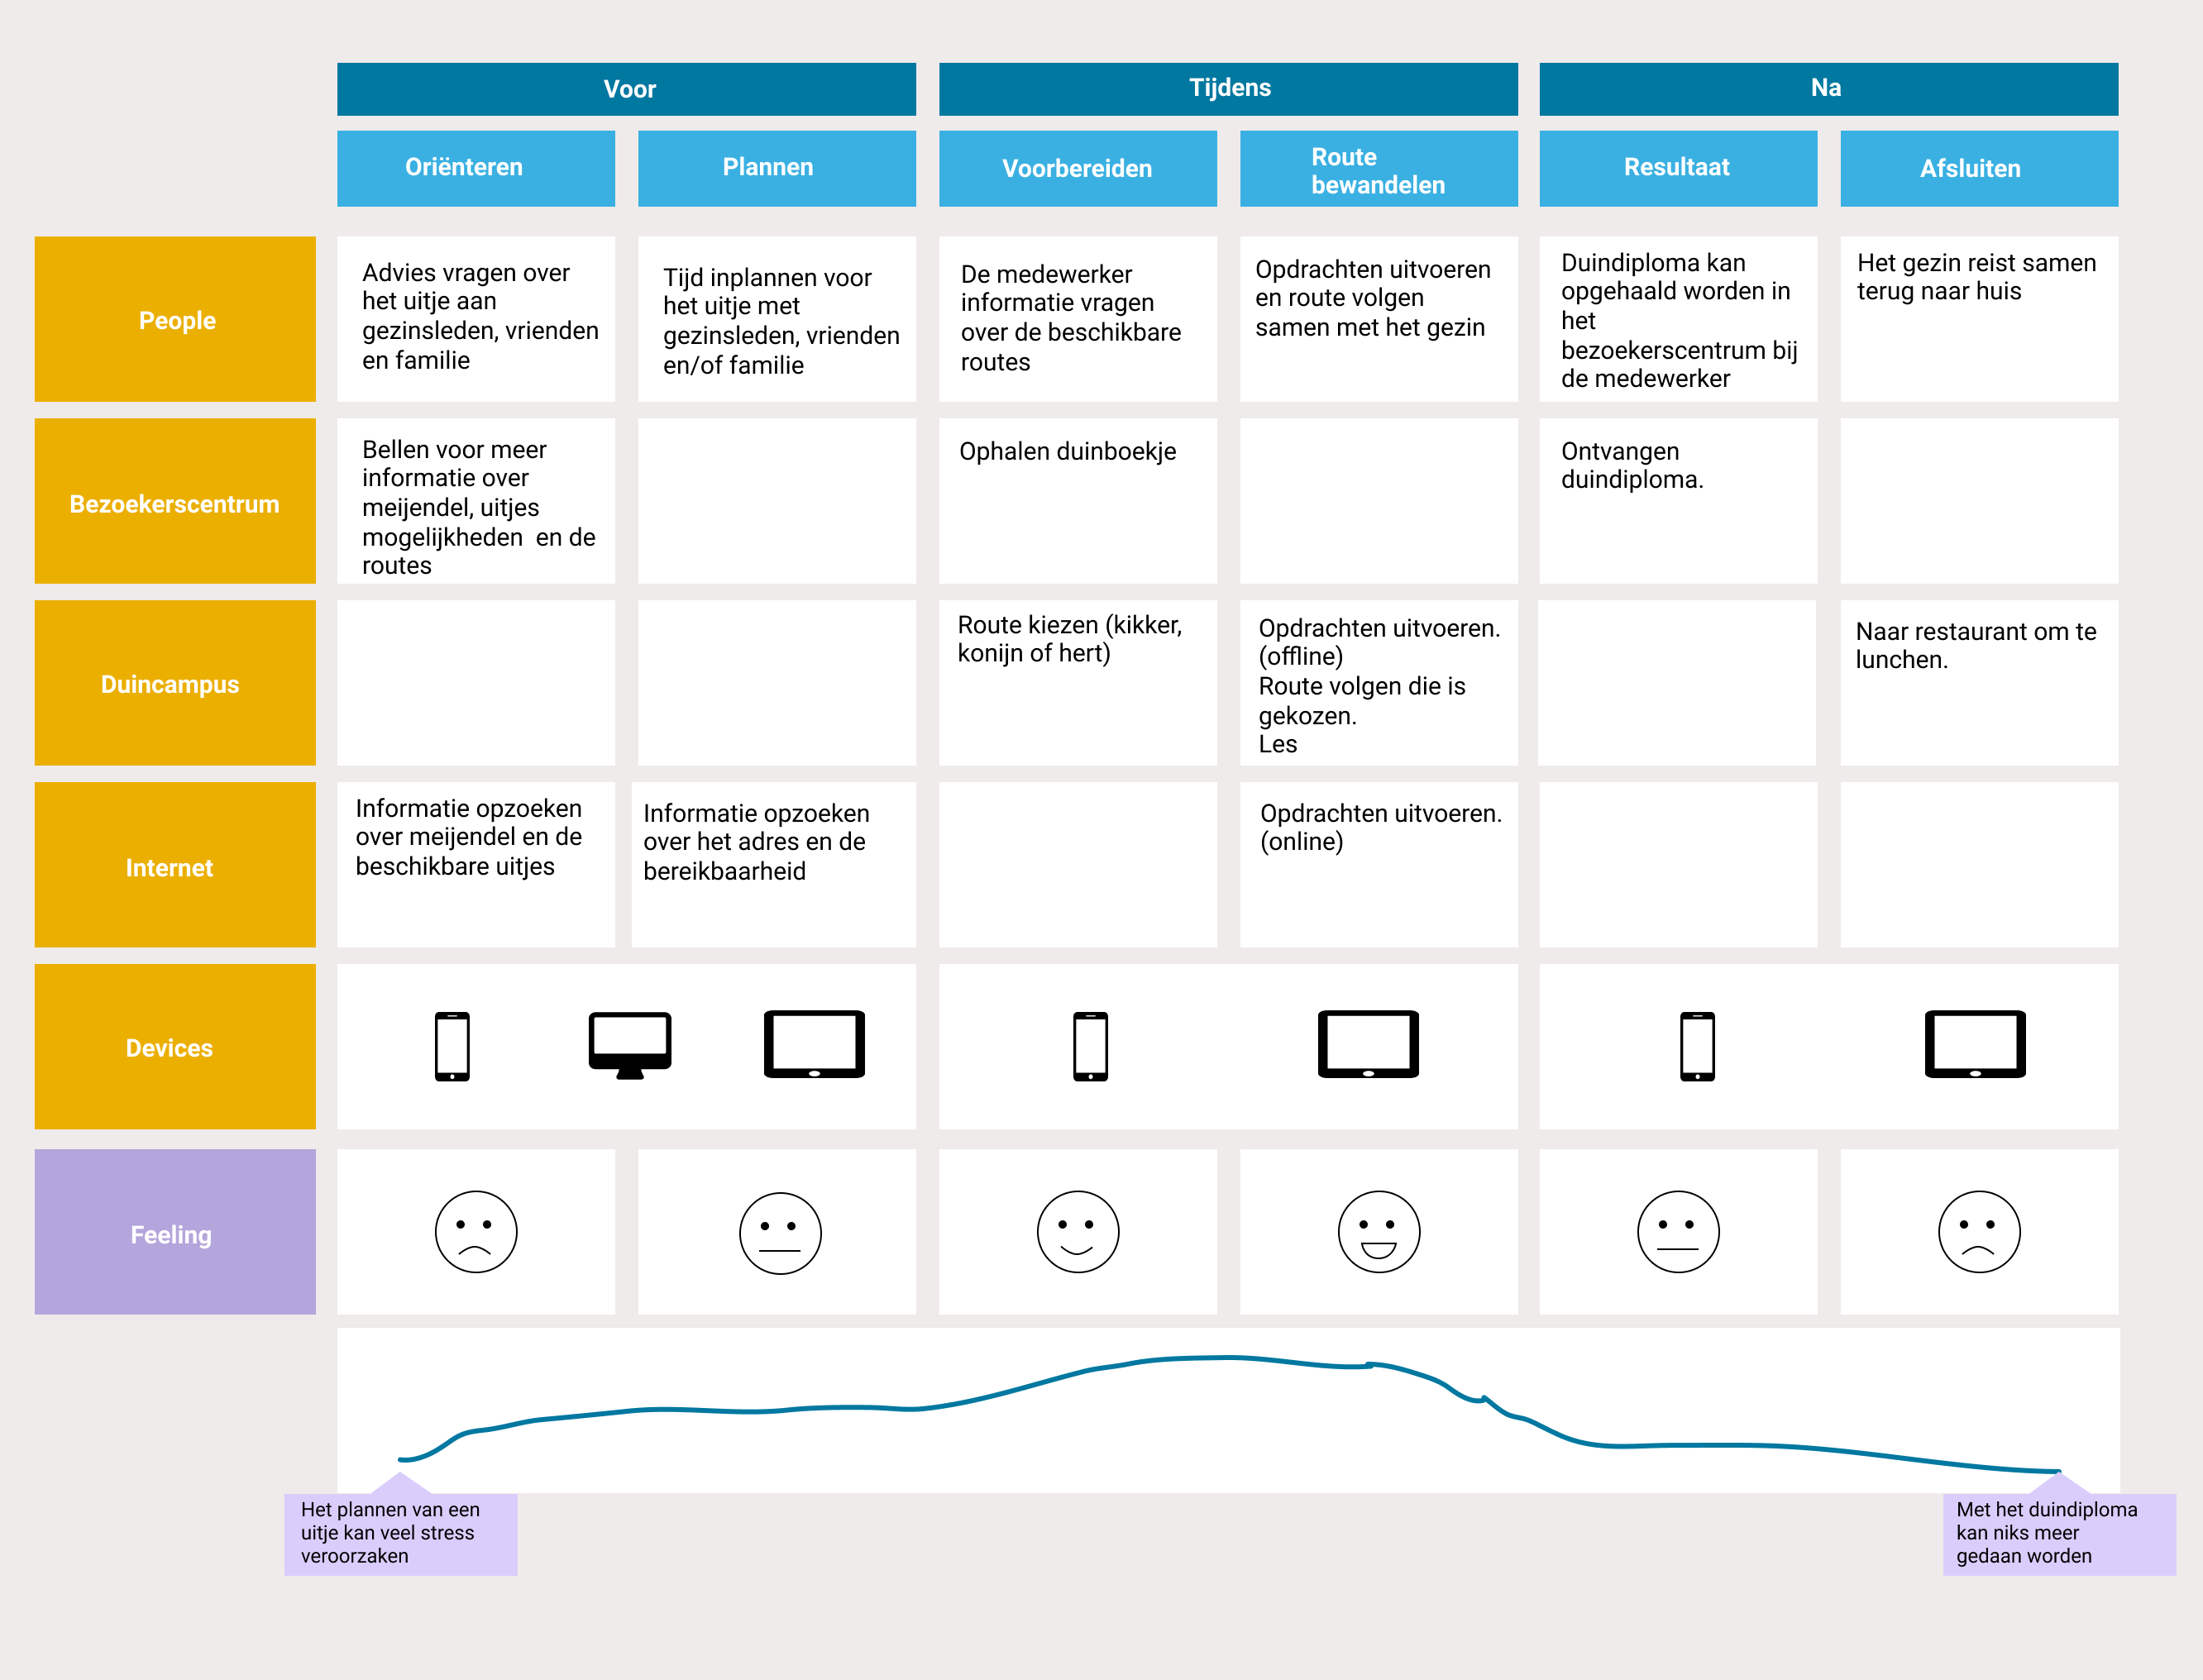 Voor
Tijdens
Na
Oriënteren
Plannen
Voorbereiden
Route
bewandelen
Resultaat
Afsluiten
People
Advies vragen over
het uitje aan
gezinsleden, vrienden
en familie
Tijd inplannen voor
het uitje met
gezinsleden, vrienden
en/of familie
De medewerker
informatie vragen
over de beschikbare
routes
Opdrachten uitvoeren
en route volgen
samen met het gezin
Duindiploma kan
opgehaald worden in
het
bezoekerscentrum bij
de medewerker
Het gezin reist samen
terug naar huis
Bezoekerscentrum
Bellen voor meer
informatie over
meijendel, uitjes
mogelijkheden  en de
routes
Ophalen duinboekje
Ontvangen
duindiploma.
Duincampus
Route kiezen (kikker,
konijn of hert)
Opdrachten uitvoeren.
(offline)
Route volgen die is
gekozen.
Les
Naar restaurant om te
lunchen.
Internet
Informatie opzoeken
over meijendel en de
beschikbare uitjes
Informatie opzoeken
over het adres en de
bereikbaarheid
Opdrachten uitvoeren.
(online)
Devices
Feeling
Het plannen van een
uitje kan veel stress
veroorzaken
Met het duindiploma
kan niks meer
gedaan worden